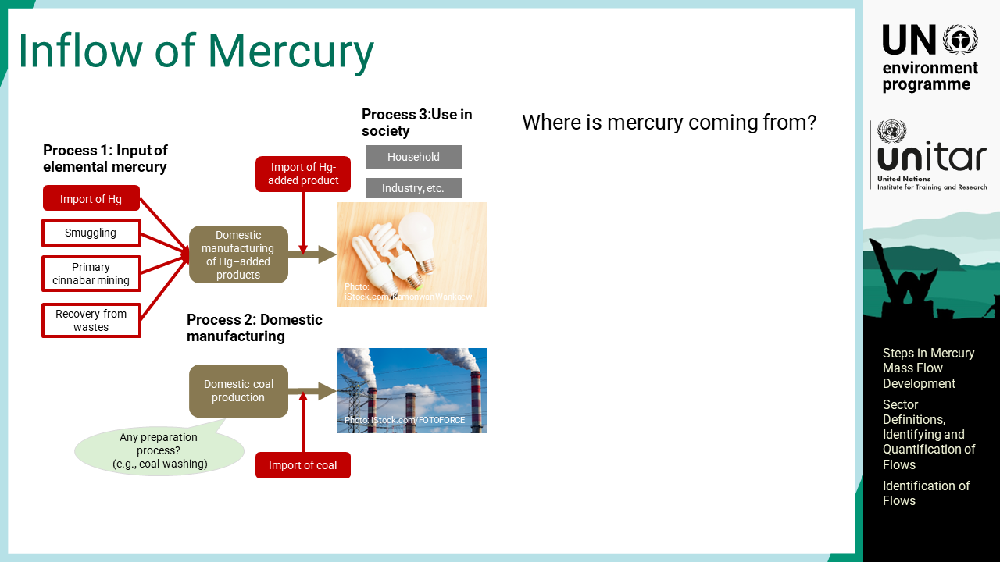 Inflow of Mercury
Process 1: Input of
elemental mercury
Import of Hg
Smuggling
Primary
cinnabar mining
Recovery from
wastes
Import of Hg-
added product
Domestic
manufacturing
of Hg–added
products
Process 3:Use in
society
Household
Industry, etc.
Photo:
iStock.com/KamonwanWankaew
Process 2: Domestic
manufacturing
Domestic coal
production
Photo: iStock.com/FOTOFORCE
Any preparation
process?
(e.g., coal washing)
Import of coal
Where is mercury coming from?
UN
environment
programme
unitar
United Nations
Institute for Training and Research
Steps in Mercury
Mass Flow
Development
Sector
Definitions,
Identifying and
Quantification of
Flows
Identification of
Flows